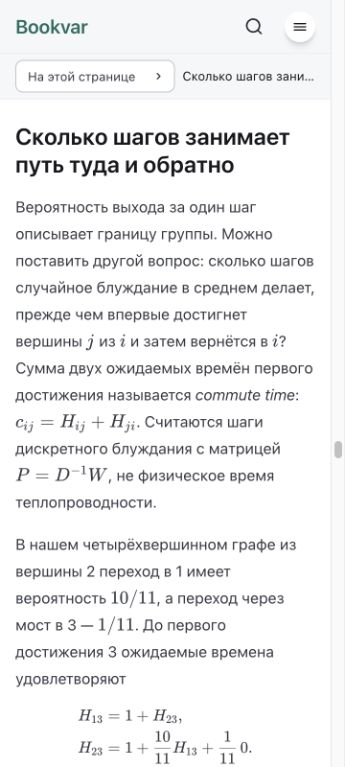 Bookvar
На этой странице > Сколько шагов зани...
Сколько шагов занимает
путь туда и обратно
Вероятность выхода за один шаг
описывает границу группы. Можно
поставить другой вопрос: сколько шагов
случайное блуждание в среднем делает,
прежде чем впервые достигнет
вершины j из i и затем вернётся в i?
Сумма двух ожидаемых времён первого
достижения называется commute time:
c_{ij} = H_{ij} + H_{ji}. Считаются шаги
дискретного блуждания с матрицей
P = D^{-1}W, не физическое время
теплопроводности.
В нашем четырёхвершинном графе из
вершины 2 переход в 1 имеет
вероятность 10/11, а переход через
мост в 3 — 1/11. До первого
достижения 3 ожидаемые времена
удовлетворяют
H_{13} = 1 + H_{23},
H_{23} = 1 + \frac{10}{11} H_{13} + \frac{1}{11} 0.